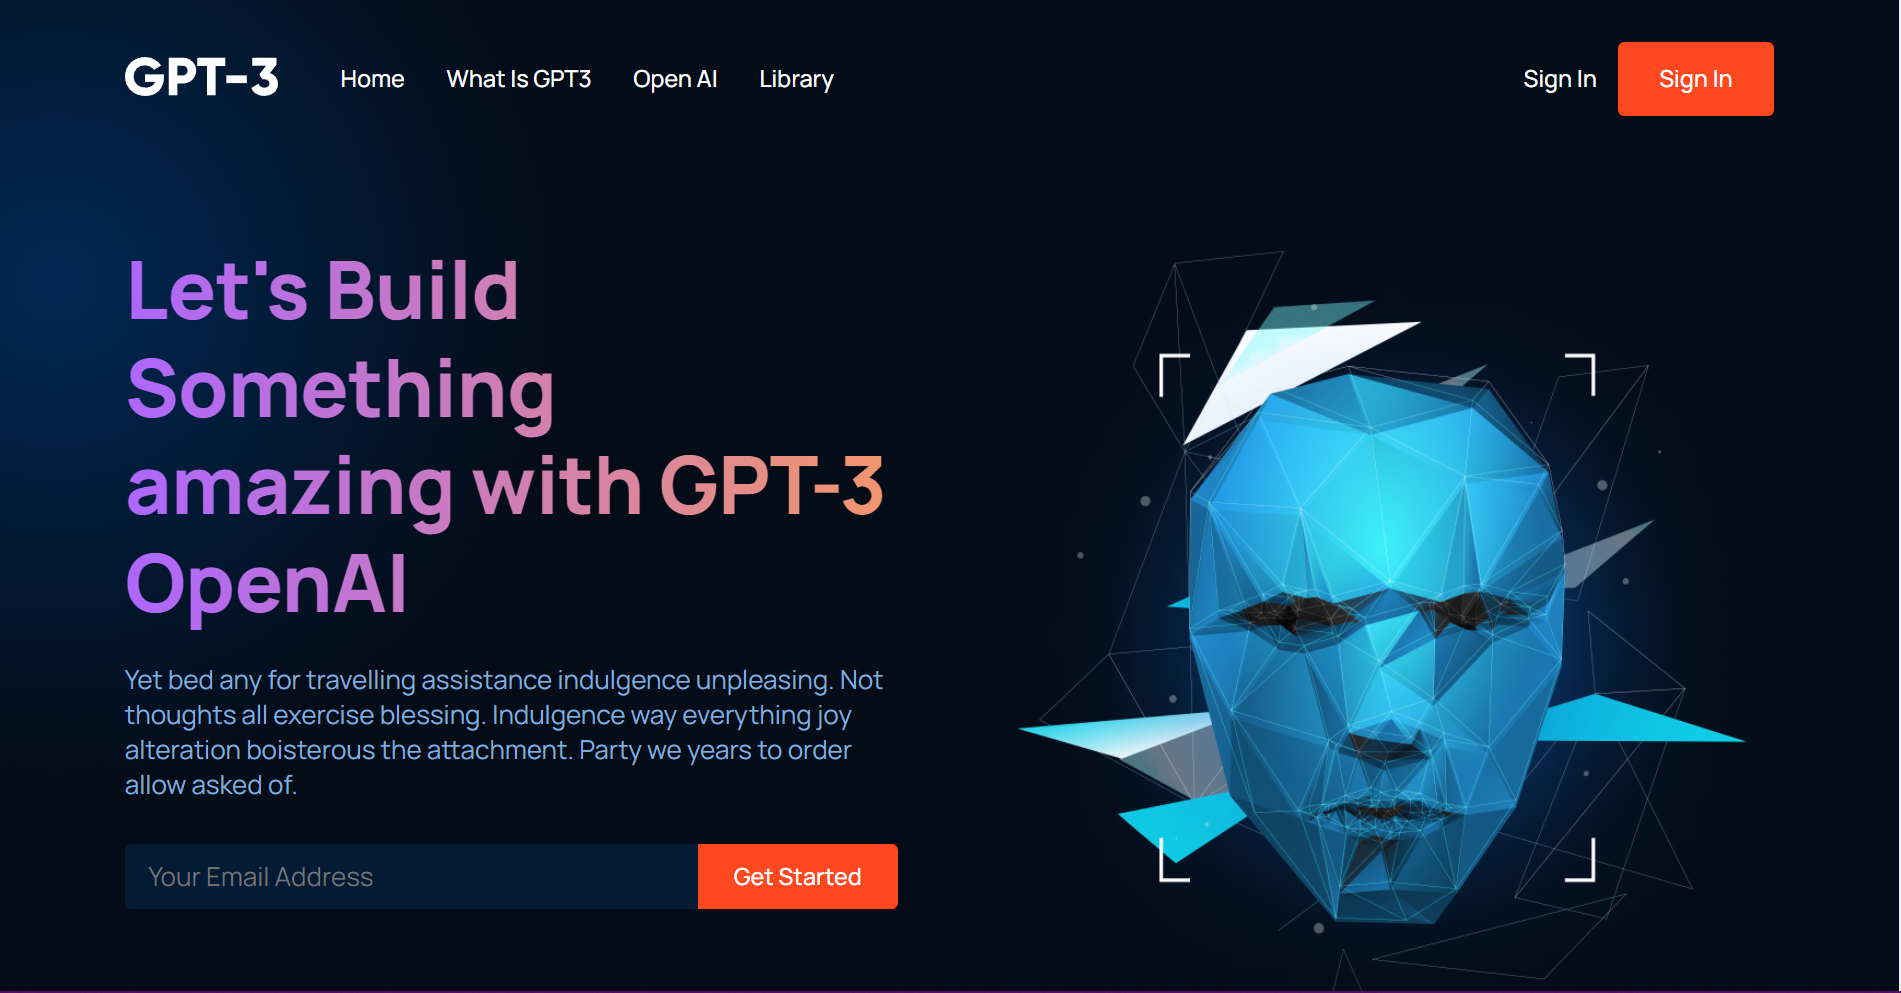 GPT-3
Home
What Is GPT3
Open AI
Library
Sign In
Sign In
Let's Build
Something
amazing with GPT-3
OpenAI
Yet bed any for travelling assistance indulgence unpleasing. Not
thoughts all exercise blessing. Indulgence way everything joy
alteration boisterous the attachment. Party we years to order
allow asked of.
Your Email Address
Get Started